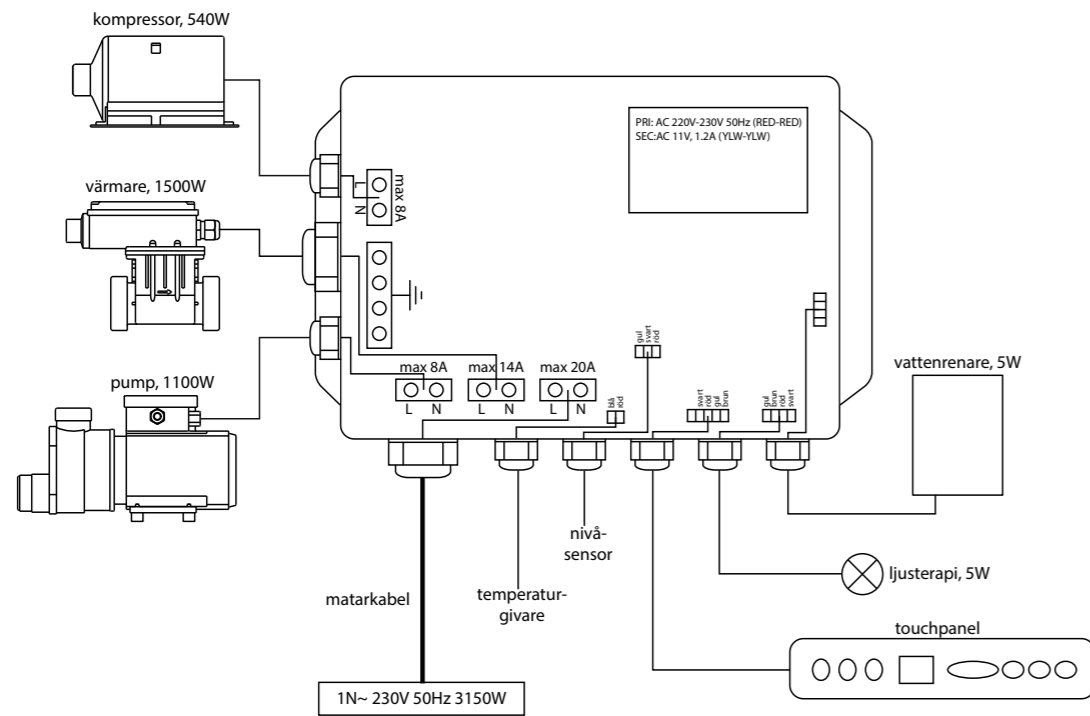 kompressor, 540W
värmare, 1500W
pump, 1100W
PRI: AC 220V-230V 50Hz (RED-RED)
SEC:AC 11V, 1.2A (YLW-YLW)
L
N
max 8A
max 8A
L N
max 14A
L N
max 20A
L N
blå
röd
gul
svart
röd
svart
röd
gul
brun
gul
brun
röd
svart
vattenrenare, 5W
nivå-
sensor
ljusterapi, 5W
temperatur-
givare
matarkabel
touchpanel
1N~ 230V 50Hz 3150W